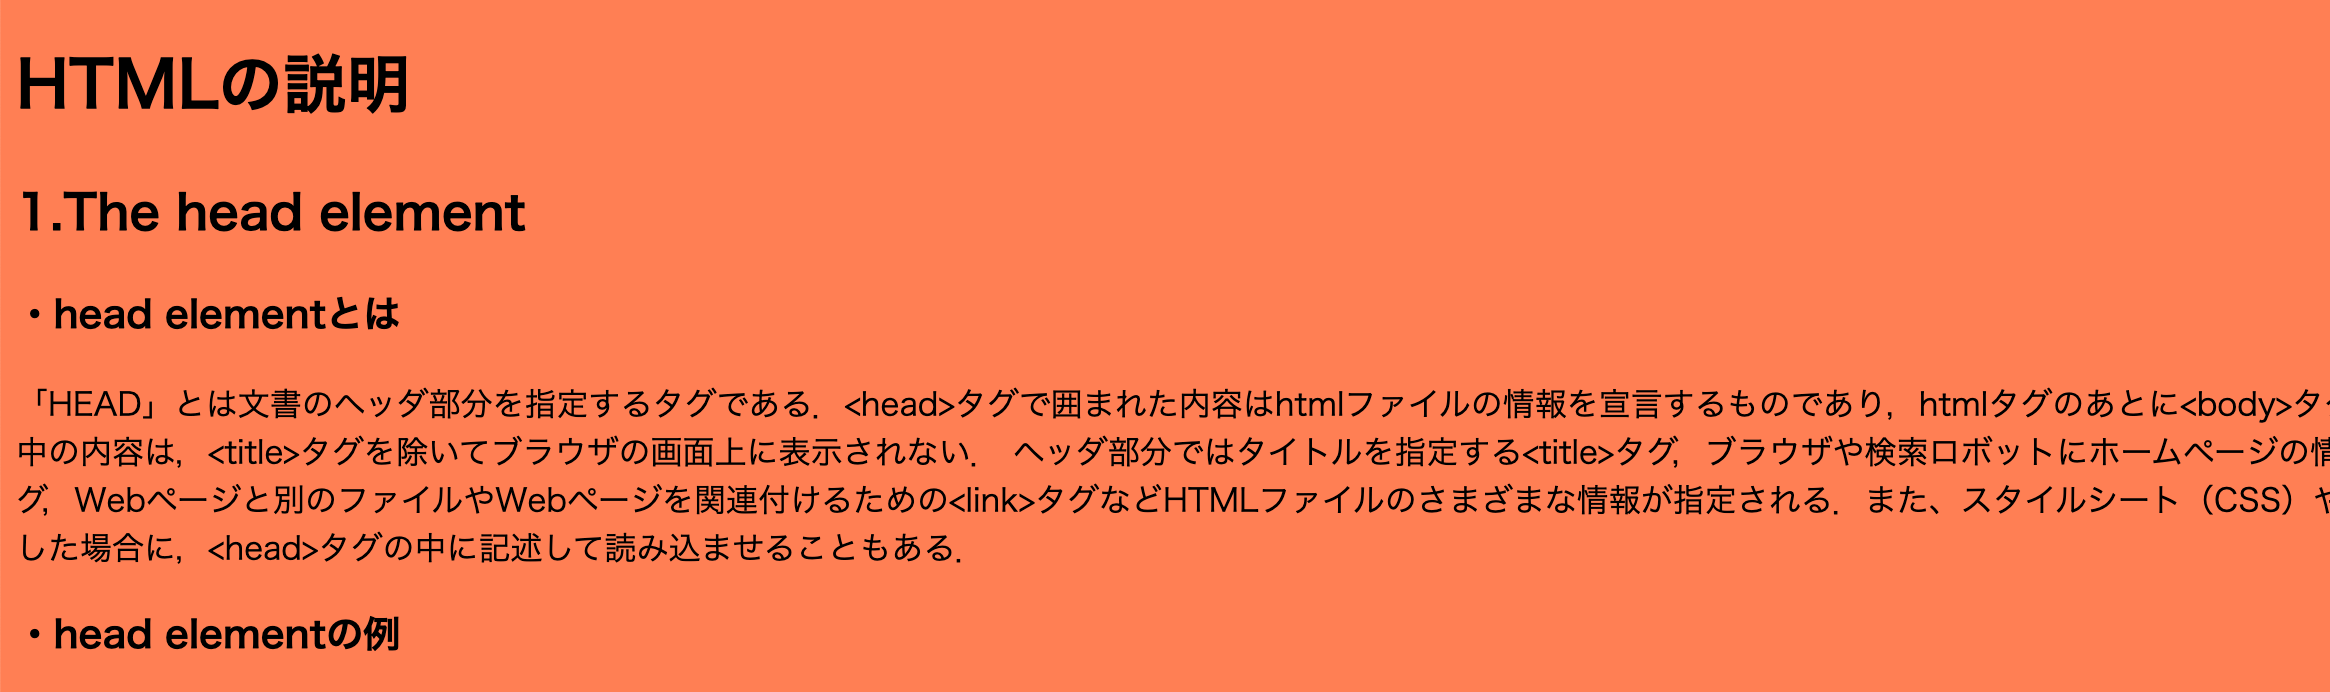 HTMLの説明
1.The head element
・head elementとは
「HEAD」とは文書のヘッダ部分を指定するタグである．<head>タグで囲まれた内容はhtmlファイルの情報を宣言するものであり，htmlタグのあとに<body>タ
中の内容は，<title>タグを除いてブラウザの画面上に表示されない． ヘッダ部分ではタイトルを指定する<title>タグ，ブラウザや検索ロボットにホームページの情
グ，Webページと別のファイルやWebページを関連付けるための<link>タグなどHTMLファイルのさまざまな情報が指定される．また、スタイルシート（CSS）
した場合に，<head>タグの中に記述して読み込ませることもある．
・head elementの例